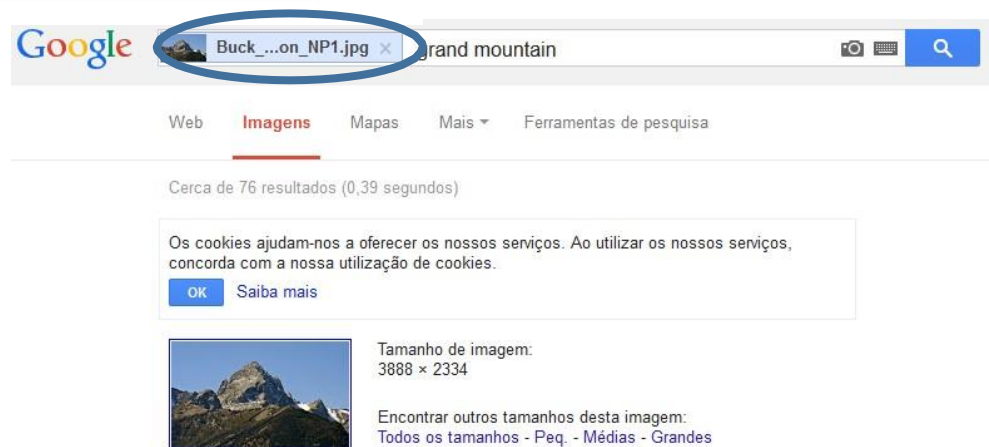 Google Buck_...on_NP1.jpg × grand mountain
Web Imagens Mapas Mais Ferramentas de pesquisa
Cerca de 76 resultados (0,39 segundos)
Os cookies ajudam-nos a oferecer os nossos serviços. Ao utilizar os nossos serviços,
concorda com a nossa utilização de cookies.
OK Saiba mais
Tamanho de imagem:
3888 × 2334
Encontrar outros tamanhos desta imagem:
Todos os tamanhos - Peq. - Médias - Grandes